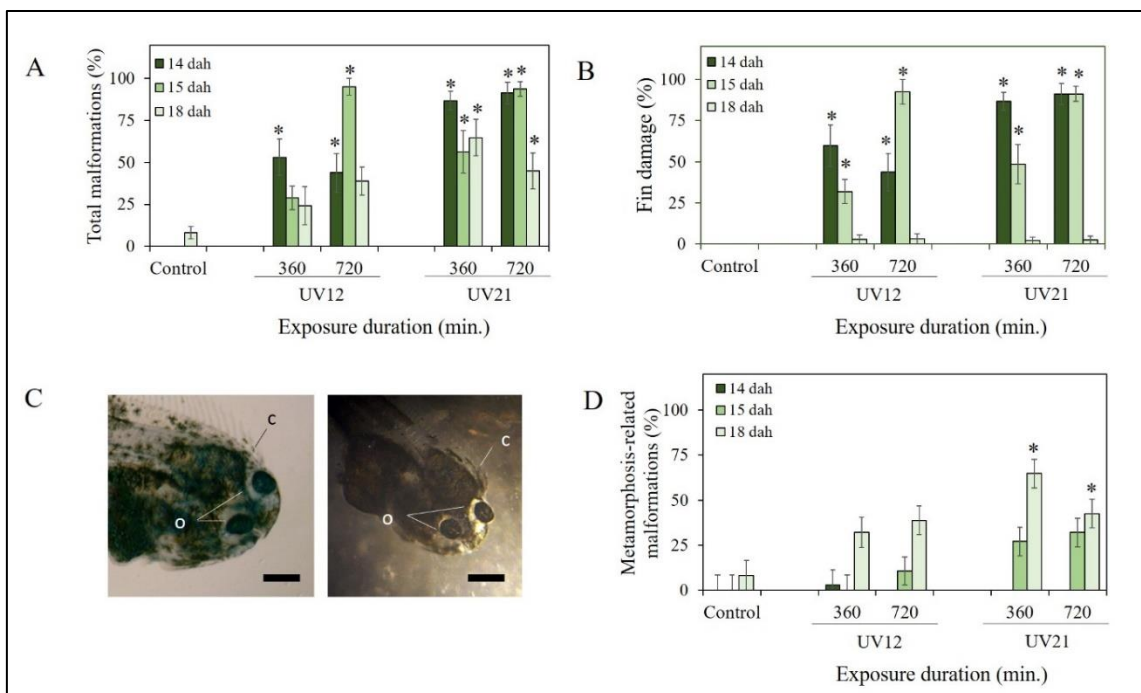 A
Total malformations (%)
100
75
50
25
0
14 dah
15 dah
18 dah
* * * * * * * *
Control
360 720 360 720
UV12 UV21
Exposure duration (min.)
B
Fin damage (%)
100
75
50
25
0
14 dah
15 dah
18 dah
* * * * * * * *
Control
360 720 360 720
UV12 UV21
Exposure duration (min.)
C
c
o
c
o
D
Metamorphosis-related
malformations (%)
100
75
50
25
0
14 dah
15 dah
18 dah
* *
Control
360 720 360 720
UV12 UV21
Exposure duration (min.)